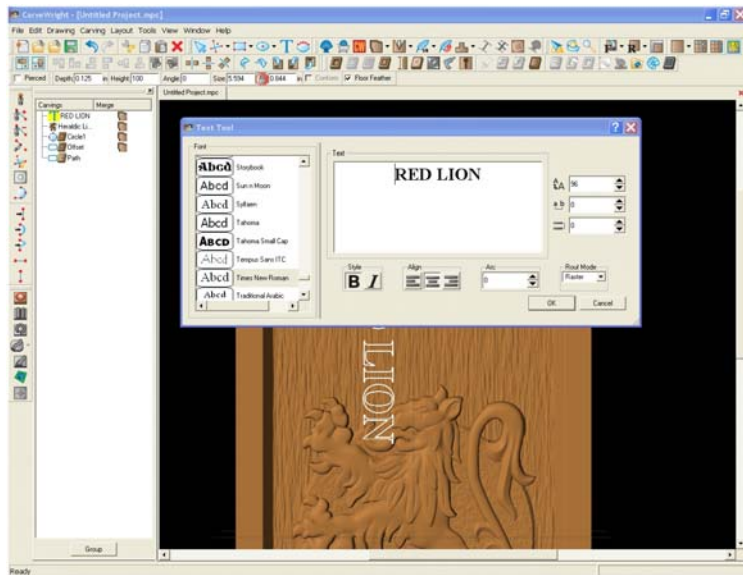 CarveWright - [Untitled Project.mpc]
File Edit Drawing Carving Layout Tools View Window Help
Pierced Depth 0.125 in Height 100 Angle 0 Size 5.594 0.844 in Conform Floor Feather
Untitled Project.mpc
Carvings Merge
RED LION
Heraldic Li...
Circle1
Offset
Path
Text Tool
Font
Abcd Storybook
Abcd Sun n Moon
Abcd Sylfaen
Abcd Tahoma
Abcd Tahoma Small Cap
Abcd Tempus Sans ITC
Abcd Times New Roman
Abcd Traditional Arabic
Text
RED LION
96
a b 0
0
Style
B I
Align
Arc
0
Rout Mode
Raster
OK Cancel
LION
Group
Ready